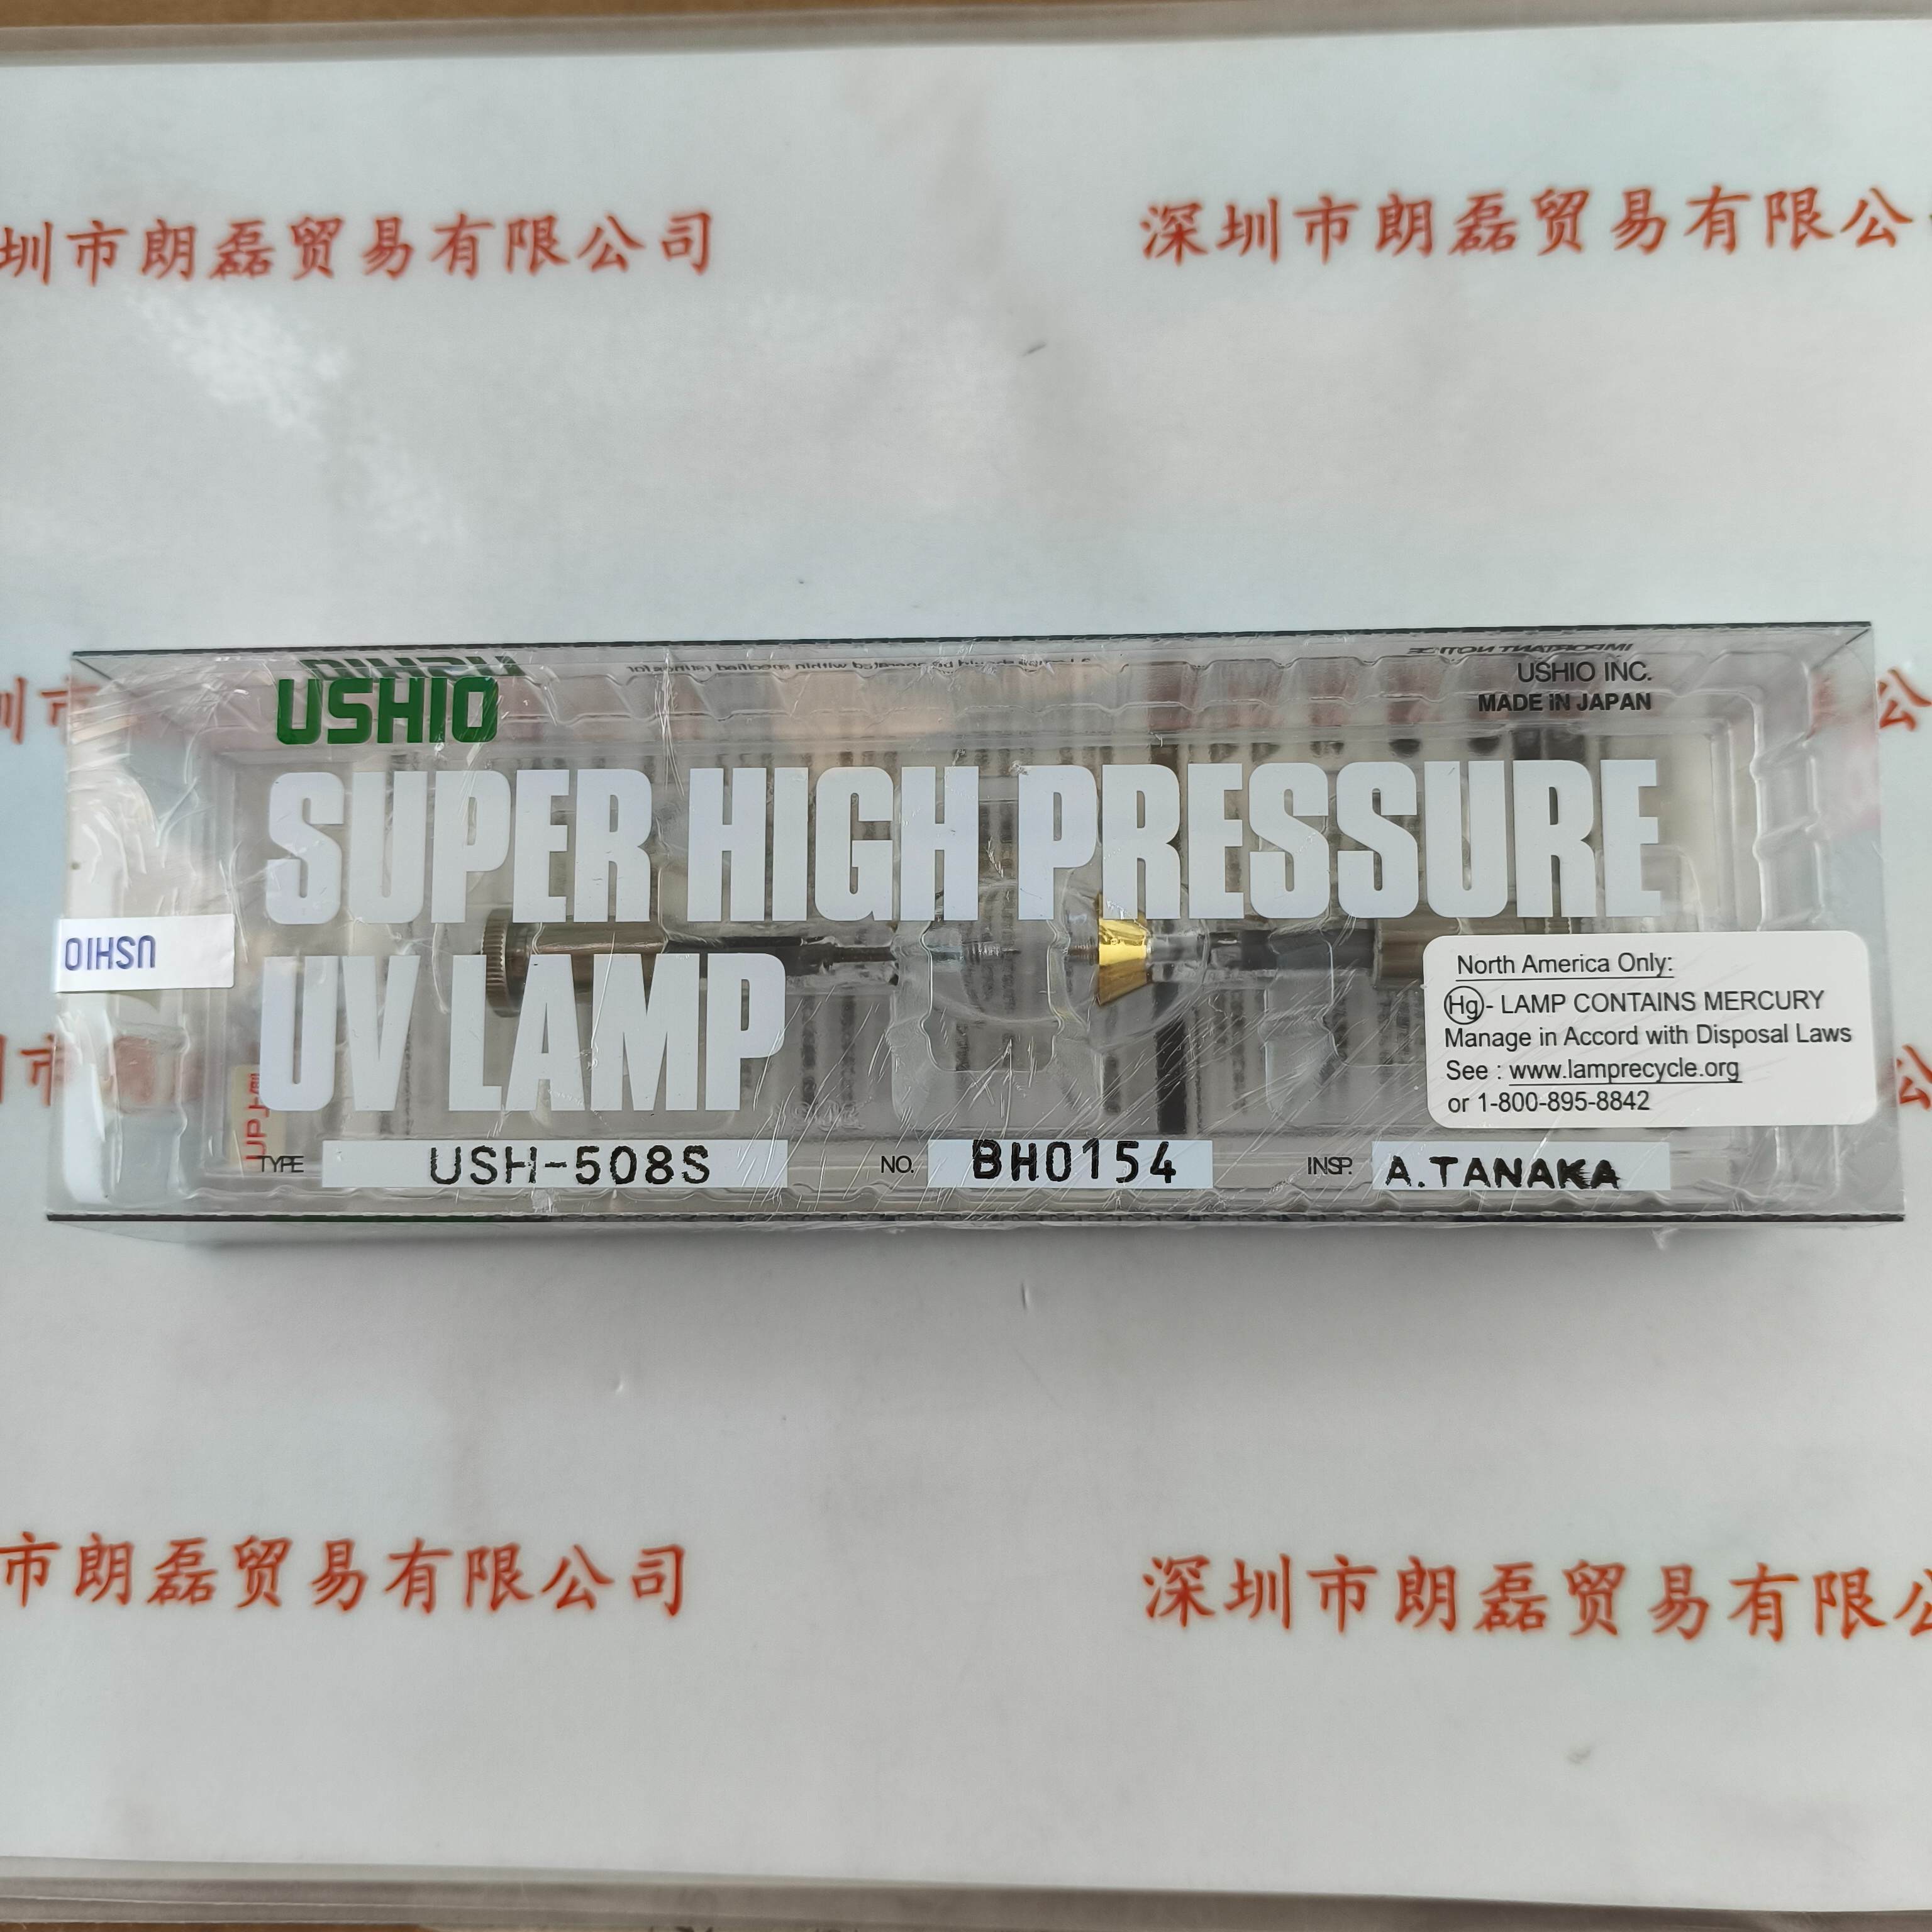 圳市朗磊贸易有限公司
深圳市朗磊贸易有限公
圳市
公
USHIO
USHIO INC.
MADE IN JAPAN
SUPER HIGH PRESSURE
UV LAMP
USHIO
North America Only:
Hg - LAMP CONTAINS MERCURY
Manage in Accord with Disposal Laws
See : www.lamprecycle.org
or 1-800-895-8842
TYPE USH-508S NO. BH0154 INSP. A.TANAKA
市朗磊贸易有限公司
深圳市朗磊贸易有限公